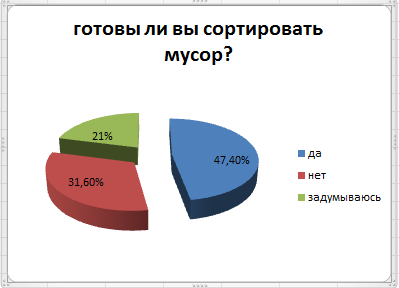 готовы ли вы сортировать
мусор?
21%
47,40%
31,60%
да
нет
задумываюсь